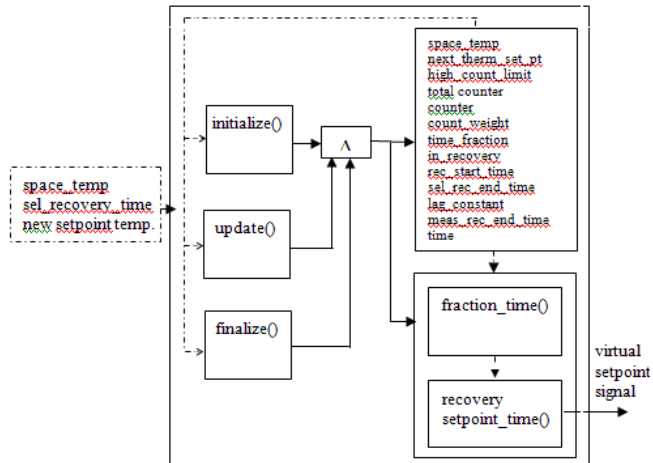 space_temp
sel_recovery_time
new setpoint temp.
initialize()
update()
finalize()
Λ
space_temp
next_therm_set_pt
high_count_limit
total counter
counter
count_weight
time_fraction
in_recovery
rec_start_time
sel_rec_end_time
lag_constant
meas_rec_end_time
time
fraction_time()
recovery
setpoint_time()
virtual
setpoint
signal